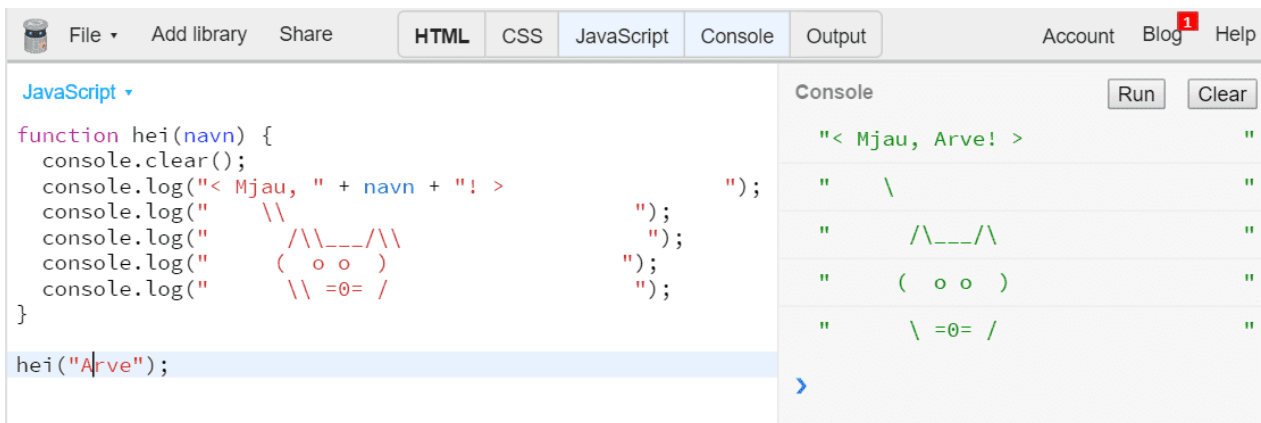 File ▾ Add library Share HTML CSS JavaScript Console Output Account Blog 1 Help
JavaScript ▾
function hei(navn) {
  console.clear();
  console.log("< Mjau, " + navn + "! >                 ");
  console.log("    \\                           ");
  console.log("      /\\___/\\                   ");
  console.log("     (  o o  )                  ");
  console.log("      \\ =0= /                   ");
}
hei("Arve");
Console Run Clear
"< Mjau, Arve! >                 "
"    \                           "
"      /\___/\                   "
"     (  o o  )                  "
"      \ =0= /                   "
❯